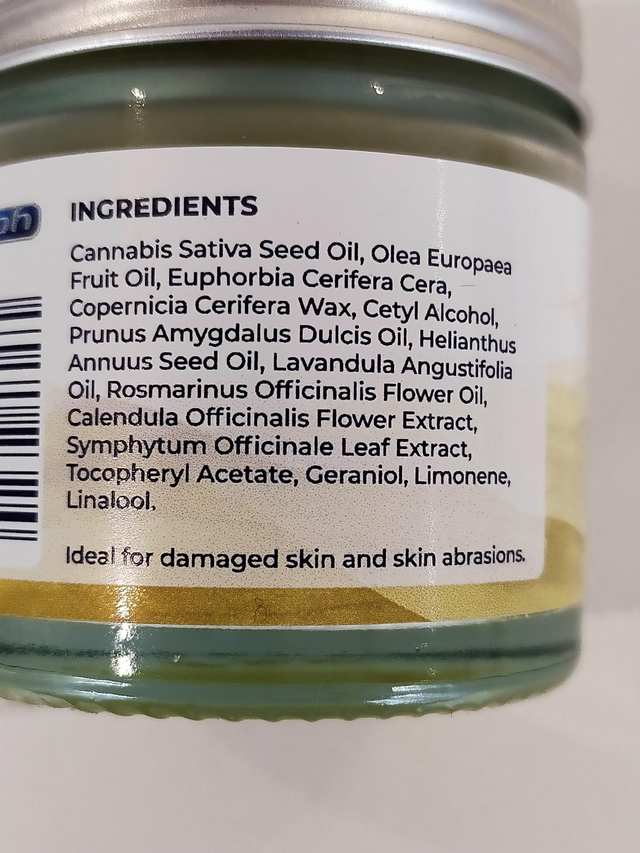 ph
INGREDIENTS
Cannabis Sativa Seed Oil, Olea Europaea
Fruit Oil, Euphorbia Cerifera Cera,
Copernicia Cerifera Wax, Cetyl Alcohol,
Prunus Amygdalus Dulcis Oil, Helianthus
Annuus Seed Oil, Lavandula Angustifolia
Oil, Rosmarinus Officinalis Flower Oil,
Calendula Officinalis Flower Extract,
Symphytum Officinale Leaf Extract,
Tocopheryl Acetate, Geraniol, Limonene,
Linalool.
Ideal for damaged skin and skin abrasions.